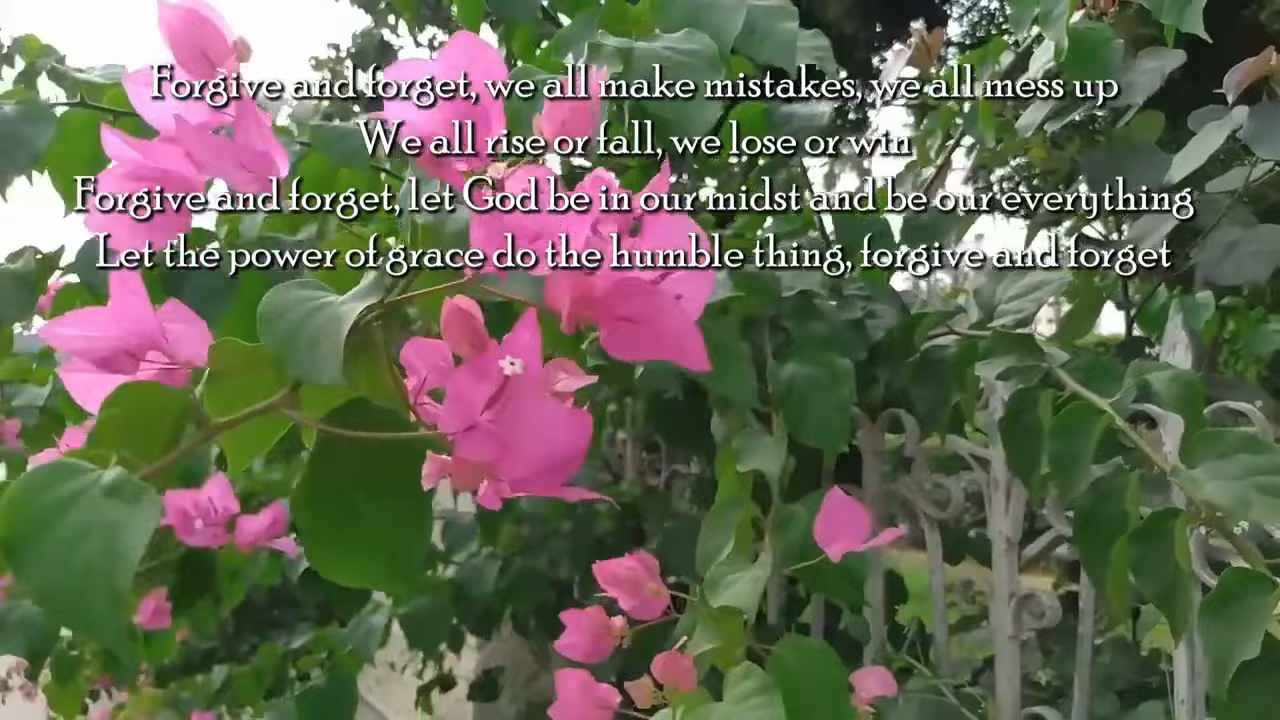 Forgive and forget, we all make mistakes, we all mess up
We all rise or fall, we lose or win
Forgive and forget, let God be in our midst and be our everything
Let the power of grace do the humble thing, forgive and forget